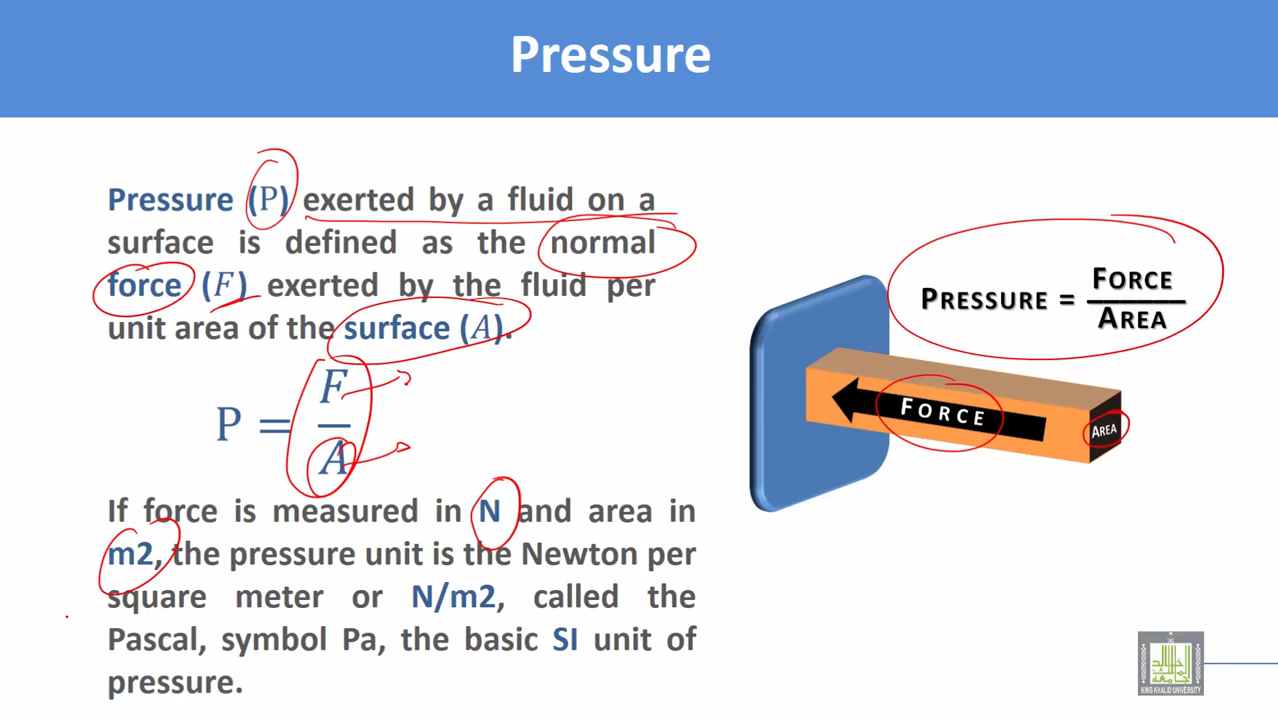 Pressure
Pressure (P) exerted by a fluid on a
surface is defined as the normal
force (F) exerted by the fluid per
unit area of the surface (A).
P = F/A
If force is measured in N and area in
m2, the pressure unit is the Newton per
square meter or N/m2, called the
Pascal, symbol Pa, the basic SI unit of
pressure.
PRESSURE = FORCE/AREA
FORCE
AREA
KING KHALID UNIVERSITY